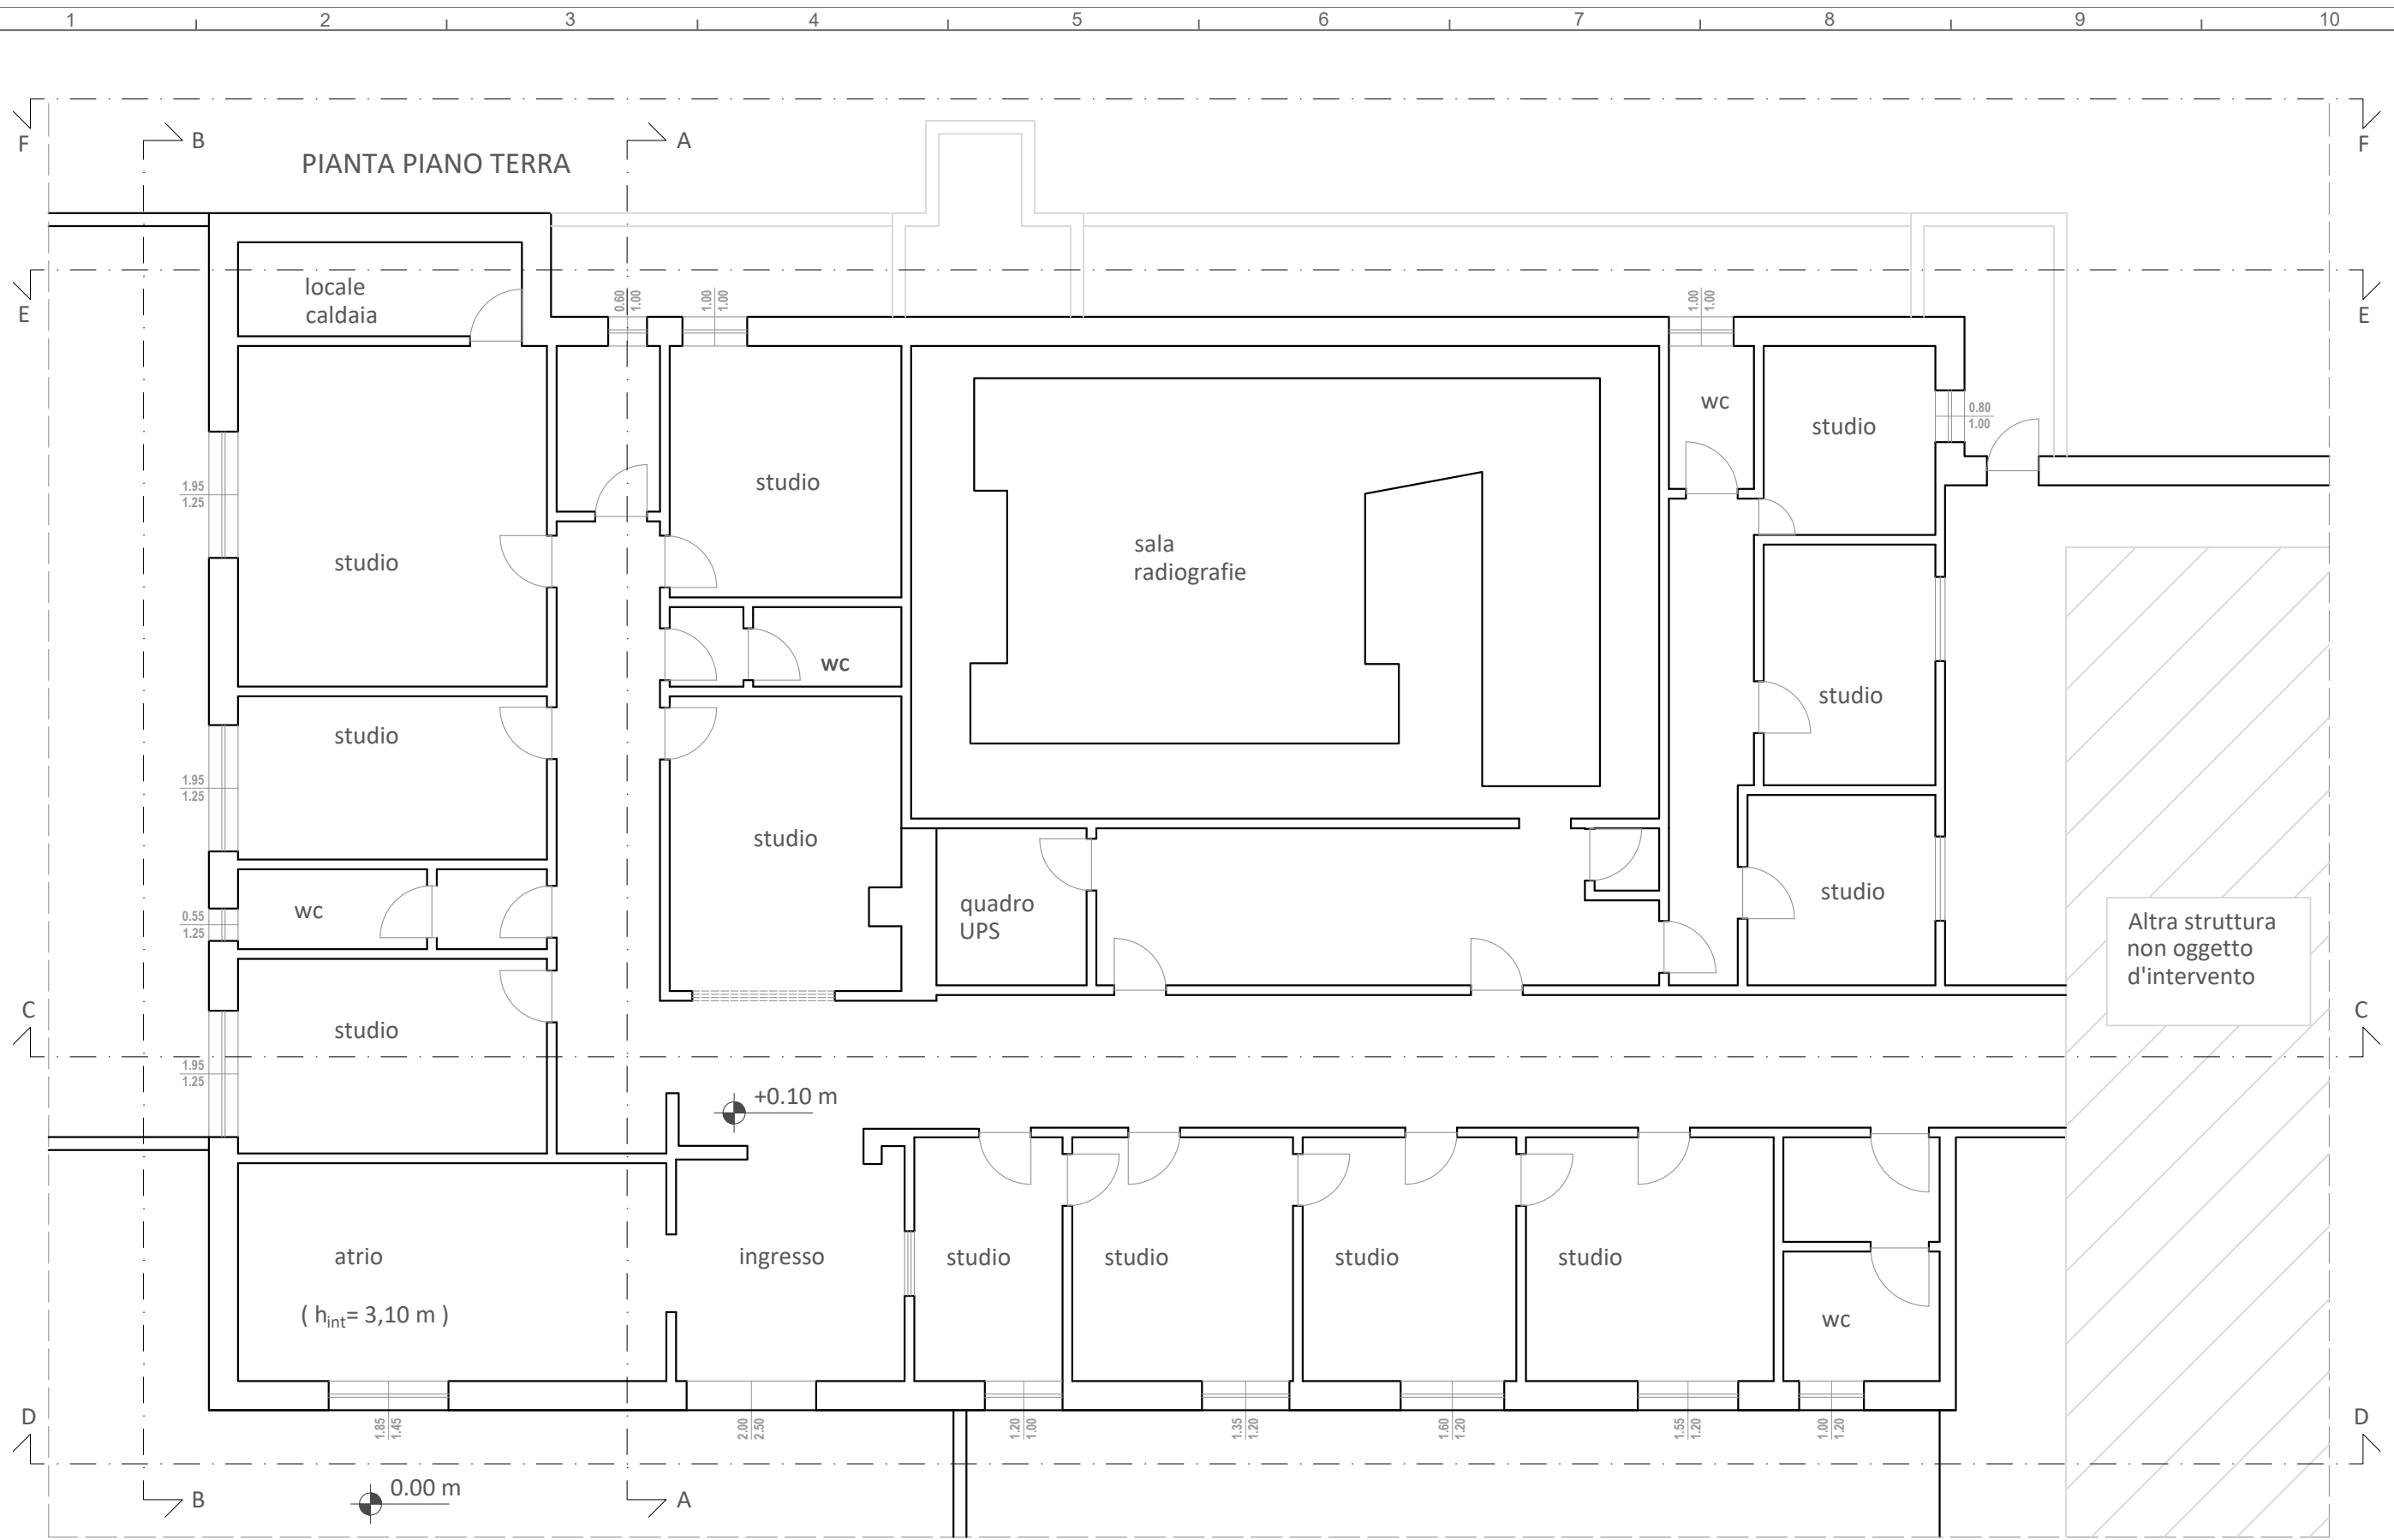 1 2 3 4 5 6 7 8 9 10
F F
B A
PIANTA PIANO TERRA
locale
caldaia
E E
0.60
1.00
1.00
1.00
1.00
1.00
wc
studio
0.80
1.00
studio
1.95
1.25
studio
sala
radiografie
wc
studio
studio
1.95
1.25
studio
studio
wc
0.55
1.25
quadro
UPS
Altra struttura
non oggetto
d'intervento
C C
studio
1.95
1.25
+0.10 m
atrio
ingresso
studio
studio
studio
studio
( hint= 3,10 m )
wc
D D
1.85
1.45
2.00
2.50
1.20
1.00
1.35
1.20
1.60
1.20
1.55
1.20
1.00
1.20
0.00 m
B A